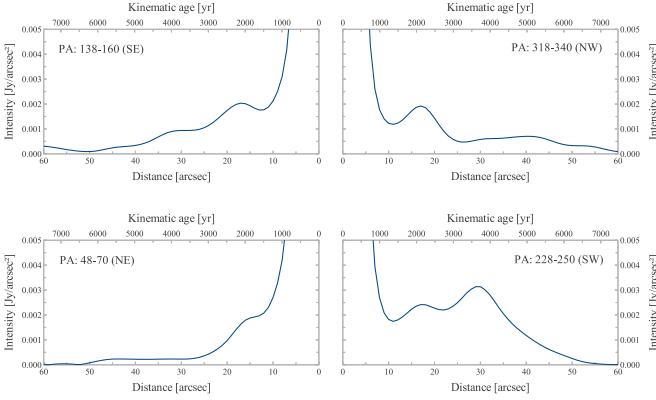 Kinematic age [yr]
Kinematic age [yr]
7000 6000 5000 4000 3000 2000 1000 0
0 1000 2000 3000 4000 5000 6000 7000
0.005
0.004
0.003
0.002
0.001
0.000
Intensity [Jy/arcsec²]
PA: 138-160 (SE)
PA: 318-340 (NW)
0.005
0.004
0.003
0.002
0.001
0.000
Intensity [Jy/arcsec²]
60 50 40 30 20 10 0
0 10 20 30 40 50 60
Distance [arcsec]
Distance [arcsec]
Kinematic age [yr]
Kinematic age [yr]
7000 6000 5000 4000 3000 2000 1000 0
0 1000 2000 3000 4000 5000 6000 7000
0.005
0.004
0.003
0.002
0.001
0.000
Intensity [Jy/arcsec²]
PA: 48-70 (NE)
PA: 228-250 (SW)
0.005
0.004
0.003
0.002
0.001
0.000
Intensity [Jy/arcsec²]
60 50 40 30 20 10 0
0 10 20 30 40 50 60
Distance [arcsec]
Distance [arcsec]